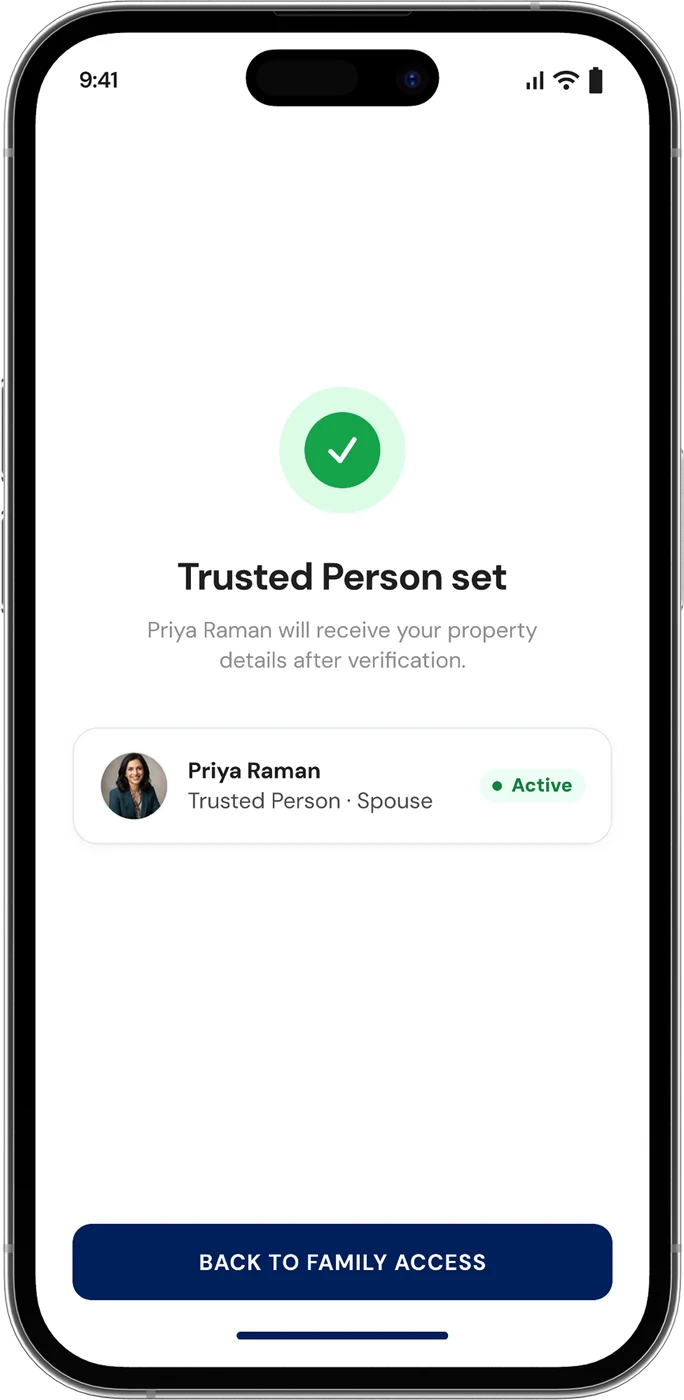 9:41
Trusted Person set
Priya Raman will receive your property
details after verification.
Priya Raman
Trusted Person · Spouse
Active
BACK TO FAMILY ACCESS